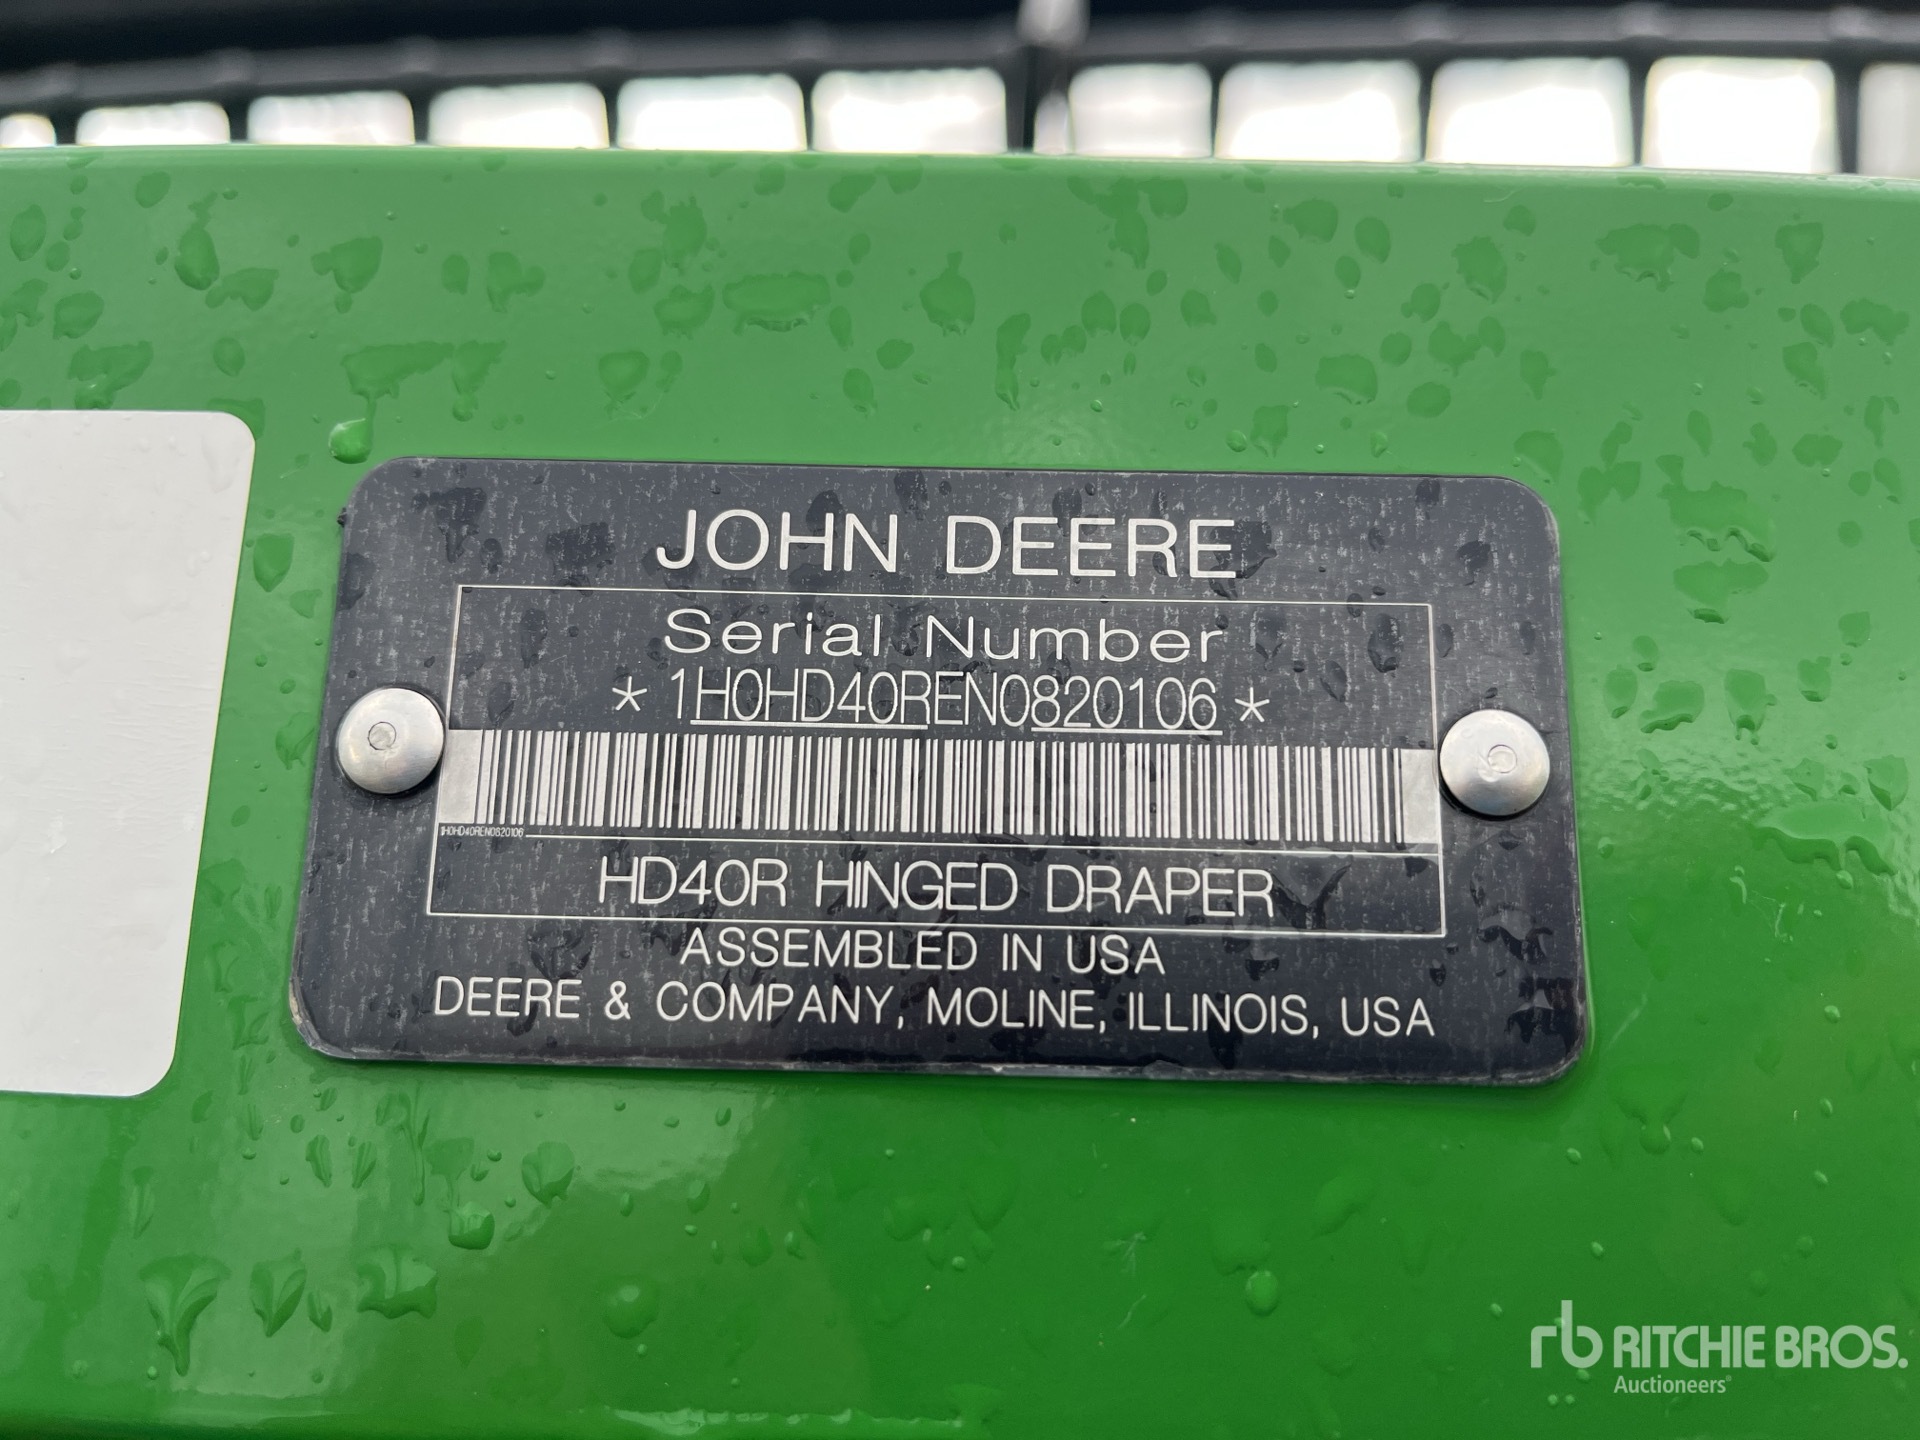 JOHN DEERE
Serial Number
*1H0HD40REN0820106*
1H0HD40REN0820106
HD40R HINGED DRAPER
ASSEMBLED IN USA
DEERE & COMPANY, MOLINE, ILLINOIS, USA
rb RITCHIE BROS.
Auctioneers